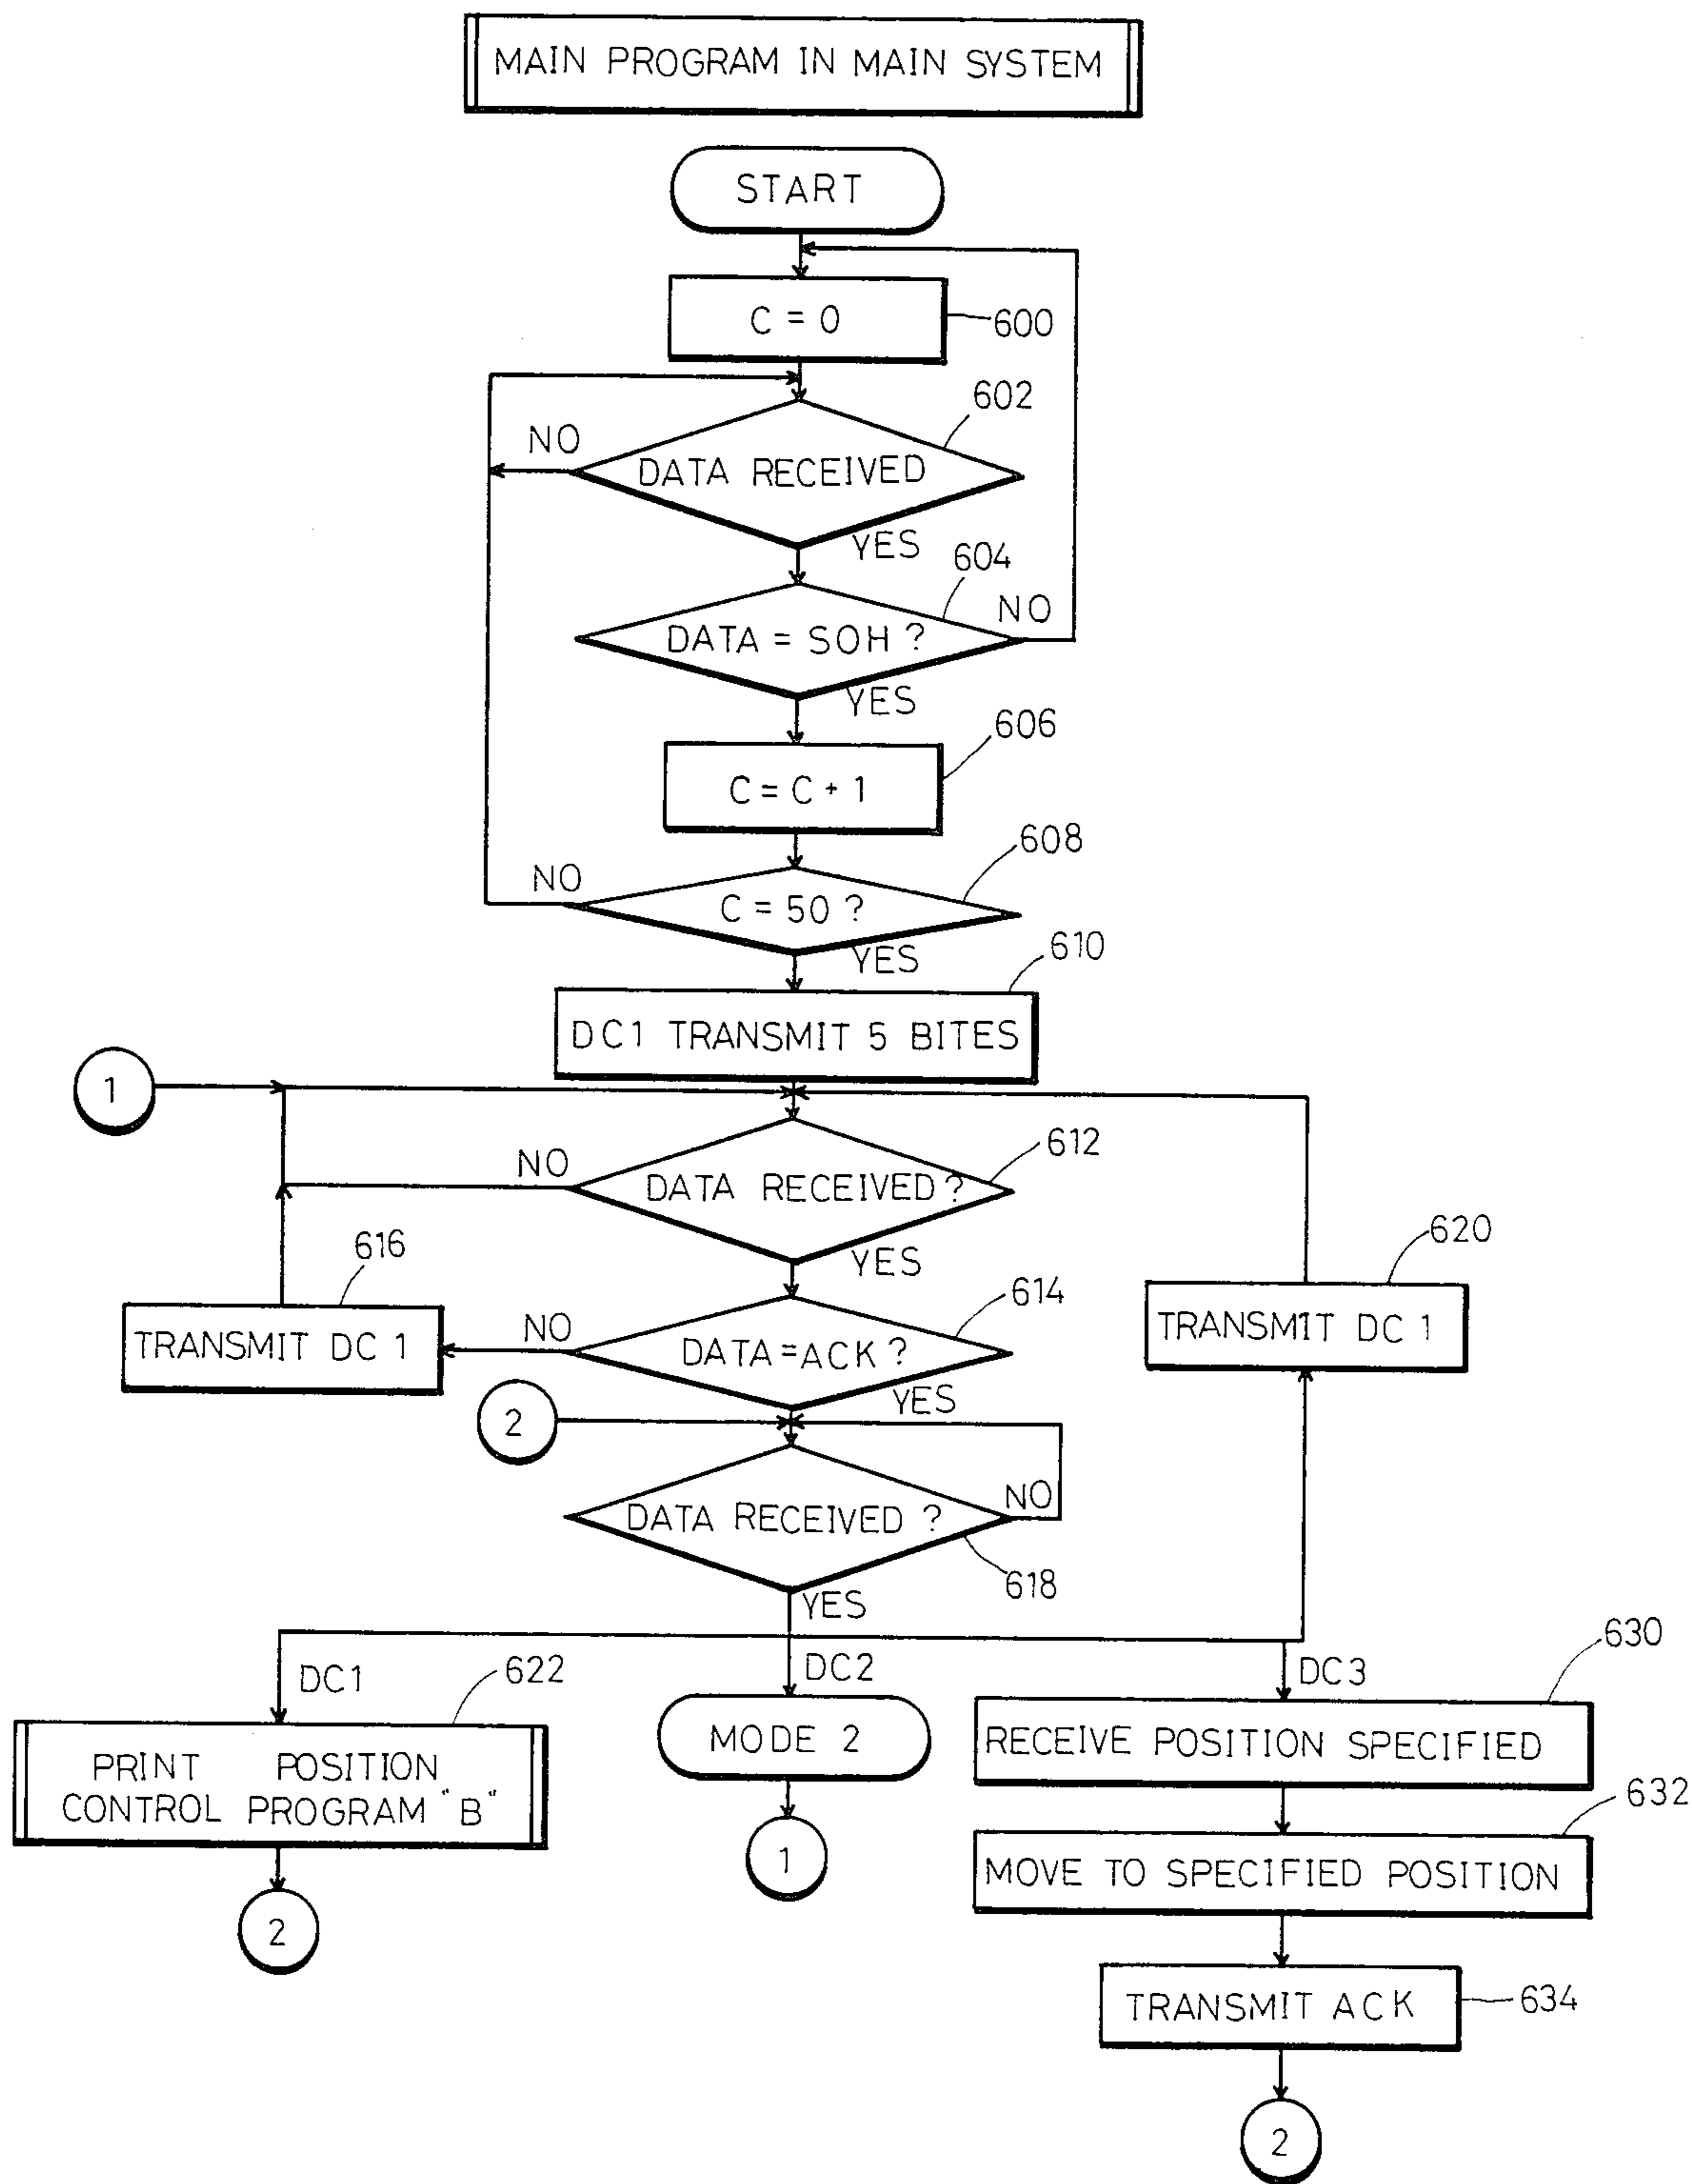 MAIN PROGRAM IN MAIN SYSTEM
START
C = 0
600
602
NO
DATA RECEIVED
YES
604
NO
DATA = SOH ?
YES
606
C = C + 1
608
NO
C = 50 ?
YES
610
DC1 TRANSMIT 5 BITES
1
612
NO
DATA RECEIVED ?
YES
616
620
614
TRANSMIT DC 1
NO
DATA = ACK ?
TRANSMIT DC 1
YES
2
NO
DATA RECEIVED ?
618
YES
630
DC1
622
DC2
DC3
MODE 2
RECEIVE POSITION SPECIFIED
PRINT POSITION
CONTROL PROGRAM "B"
632
1
MOVE TO SPECIFIED POSITION
2
TRANSMIT ACK
634
2